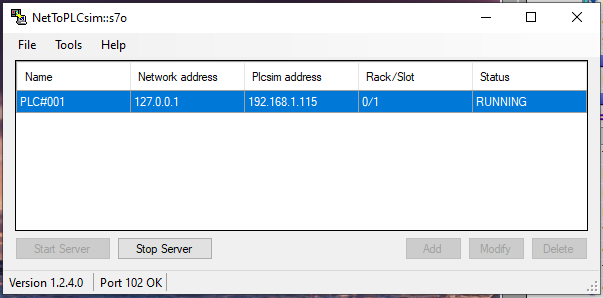 NetToPLCsim::s7o
File Tools Help
Name Network address Plcsim address Rack/Slot Status
PLC#001 127.0.0.1 192.168.1.115 0/1 RUNNING
Start Server Stop Server Add Modify Delete
Version 1.2.4.0 Port 102 OK